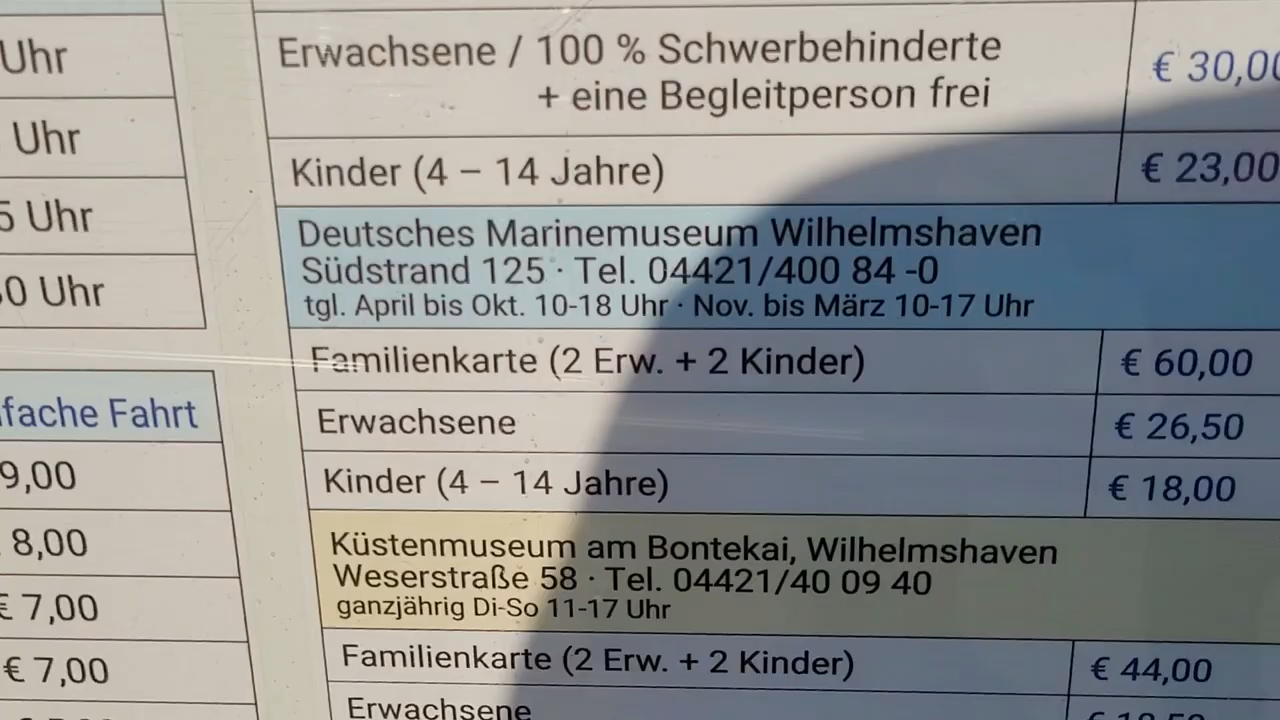 Uhr
Uhr
5 Uhr
0 Uhr
fache Fahrt
9,00
8,00
€ 7,00
€ 7,00
Erwachsene / 100 % Schwerbehinderte
+ eine Begleitperson frei
€ 30,00
Kinder (4 – 14 Jahre) € 23,00
Deutsches Marinemuseum Wilhelmshaven
Südstrand 125 · Tel. 04421/400 84 -0
tgl. April bis Okt. 10-18 Uhr · Nov. bis März 10-17 Uhr
Familienkarte (2 Erw. + 2 Kinder) € 60,00
Erwachsene € 26,50
Kinder (4 – 14 Jahre) € 18,00
Küstenmuseum am Bontekai, Wilhelmshaven
Weserstraße 58 · Tel. 04421/40 09 40
ganzjährig Di-So 11-17 Uhr
Familienkarte (2 Erw. + 2 Kinder) € 44,00
Erwachsene